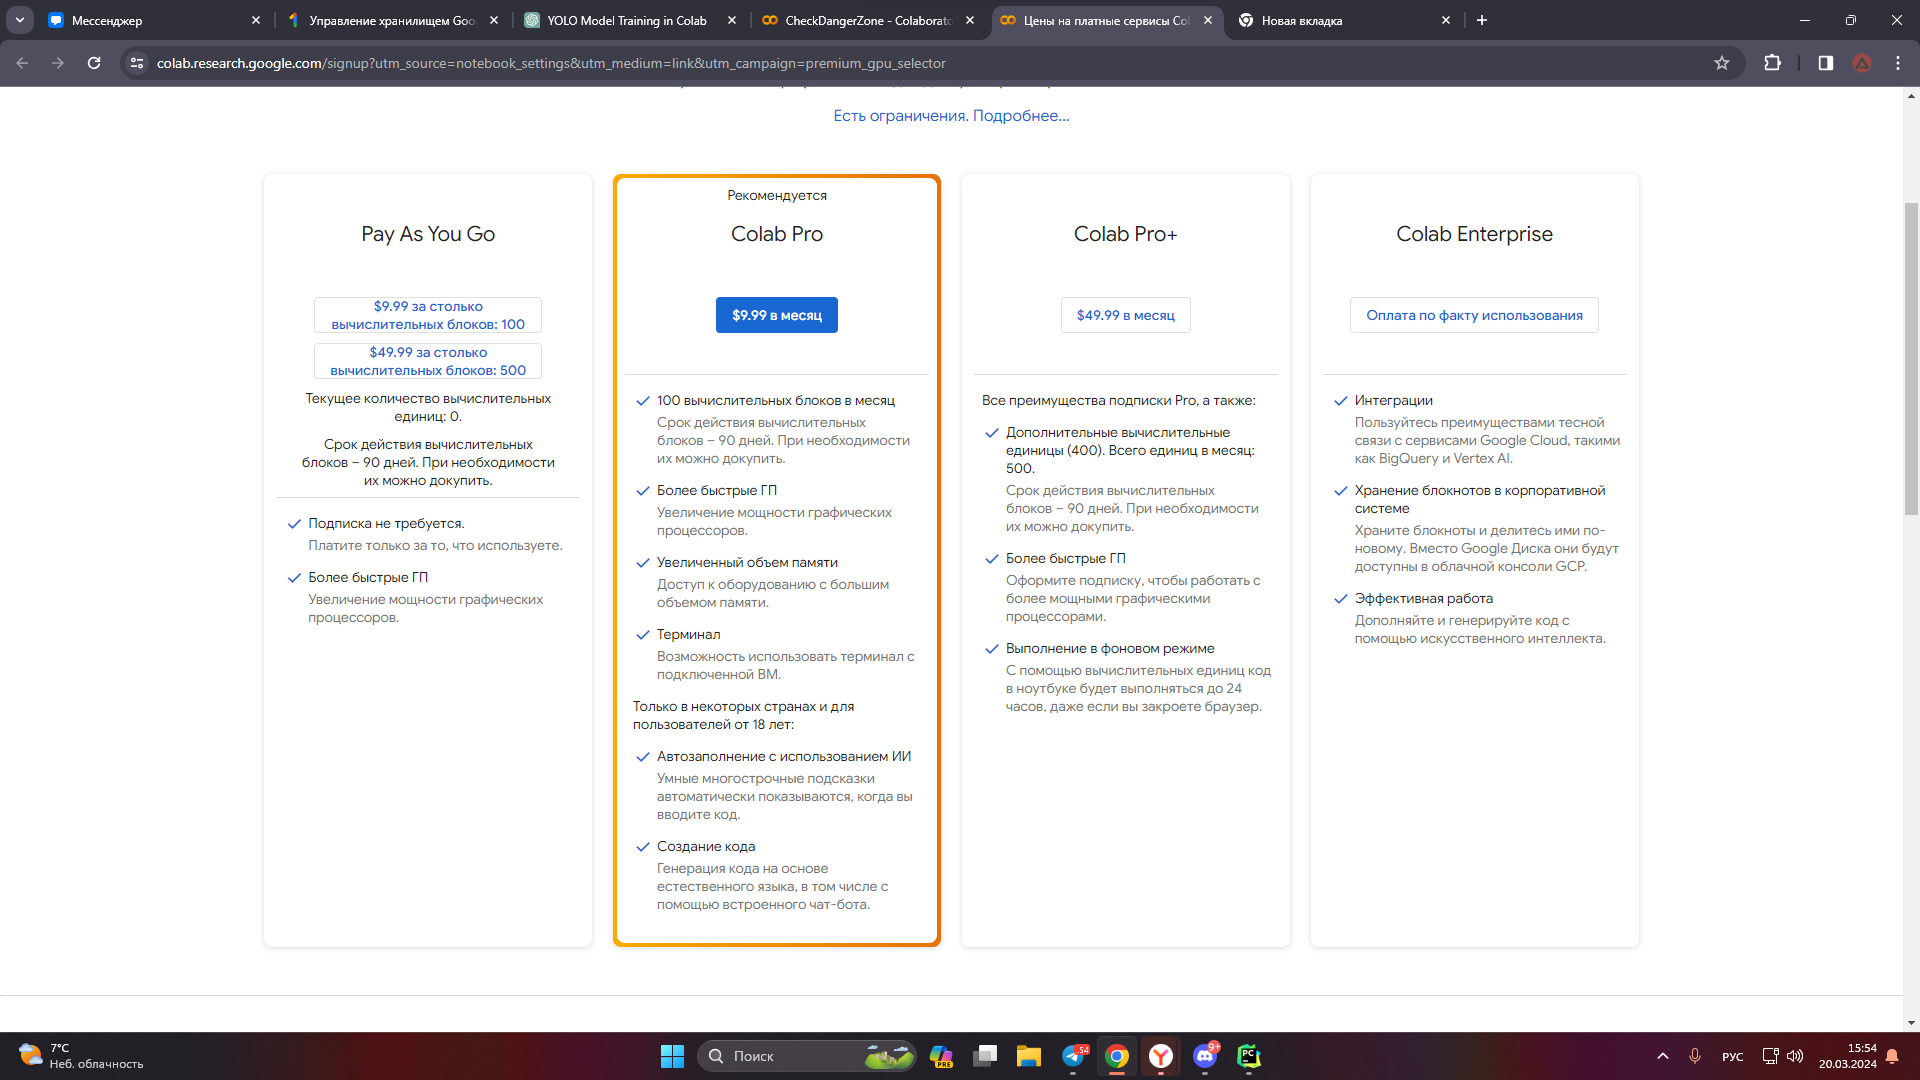 Мессенджер
Управление хранилищем Goo
YOLO Model Training in Colab
CheckDangerZone - Colaborato
Цены на платные сервисы Col
Новая вкладка
colab.research.google.com/signup?utm_source=notebook_settings&utm_medium=link&utm_campaign=premium_gpu_selector
Есть ограничения. Подробнее...
Pay As You Go
$9.99 за столько
вычислительных блоков: 100
$49.99 за столько
вычислительных блоков: 500
Текущее количество вычислительных
единиц: 0.
Срок действия вычислительных
блоков – 90 дней. При необходимости
их можно докупить.
Подписка не требуется.
Платите только за то, что используете.
Более быстрые ГП
Увеличение мощности графических
процессоров.
Рекомендуется
Colab Pro
$9.99 в месяц
100 вычислительных блоков в месяц
Срок действия вычислительных
блоков – 90 дней. При необходимости
их можно докупить.
Более быстрые ГП
Увеличение мощности графических
процессоров.
Увеличенный объем памяти
Доступ к оборудованию с большим
объемом памяти.
Терминал
Возможность использовать терминал с
подключенной ВМ.
Только в некоторых странах и для
пользователей от 18 лет:
Автозаполнение с использованием ИИ
Умные многострочные подсказки
автоматически показываются, когда вы
вводите код.
Создание кода
Генерация кода на основе
естественного языка, в том числе с
помощью встроенного чат-бота.
Colab Pro+
$49.99 в месяц
Все преимущества подписки Pro, а также:
Дополнительные вычислительные
единицы (400). Всего единиц в месяц:
500.
Срок действия вычислительных
блоков – 90 дней. При необходимости
их можно докупить.
Более быстрые ГП
Оформите подписку, чтобы работать с
более мощными графическими
процессорами.
Выполнение в фоновом режиме
С помощью вычислительных единиц код
в ноутбуке будет выполняться до 24
часов, даже если вы закроете браузер.
Colab Enterprise
Оплата по факту использования
Интеграции
Пользуйтесь преимуществами тесной
связи с сервисами Google Cloud, такими
как BigQuery и Vertex AI.
Хранение блокнотов в корпоративной
системе
Храните блокноты и делитесь ими по-
новому. Вместо Google Диска они будут
доступны в облачной консоли GCP.
Эффективная работа
Дополняйте и генерируйте код с
помощью искусственного интеллекта.
7°C
Неб. облачность
Поиск
PRE
54
9+
PC
РУС
15:54
20.03.2024